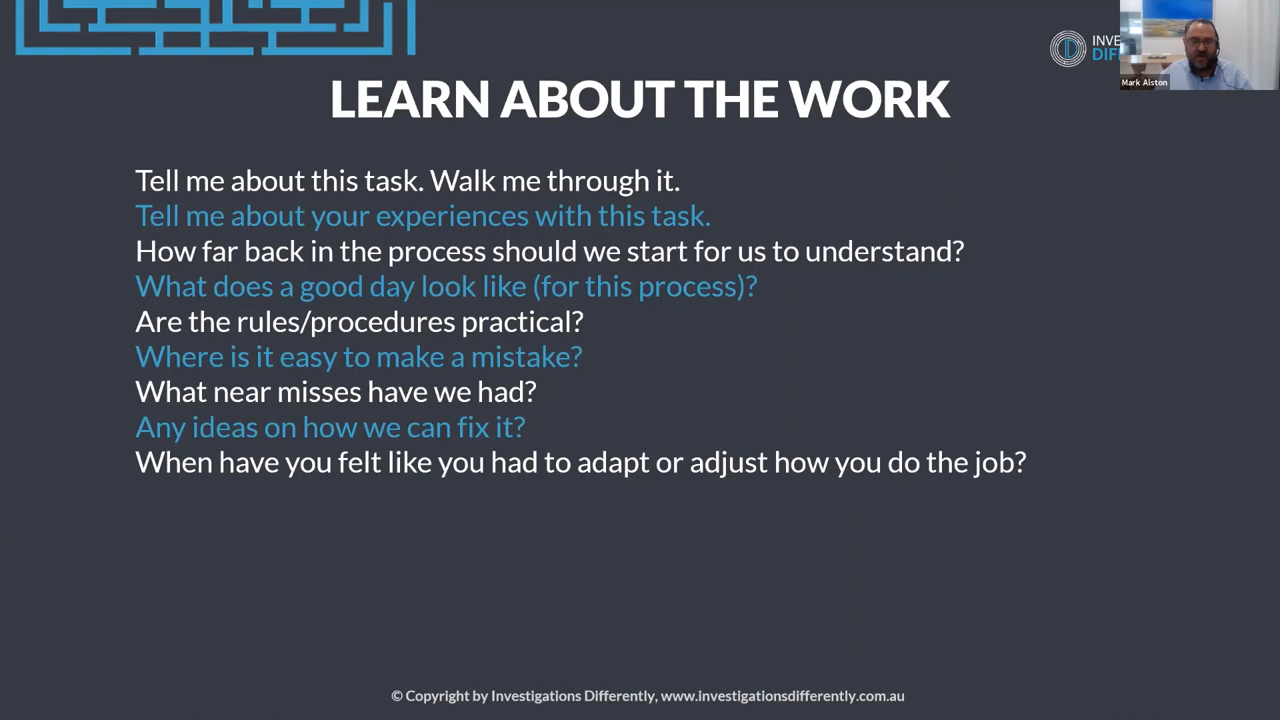 INVE
DIF
Mark Alston
LEARN ABOUT THE WORK
Tell me about this task. Walk me through it.
Tell me about your experiences with this task.
How far back in the process should we start for us to understand?
What does a good day look like (for this process)?
Are the rules/procedures practical?
Where is it easy to make a mistake?
What near misses have we had?
Any ideas on how we can fix it?
When have you felt like you had to adapt or adjust how you do the job?
© Copyright by Investigations Differently, www.investigationsdifferently.com.au